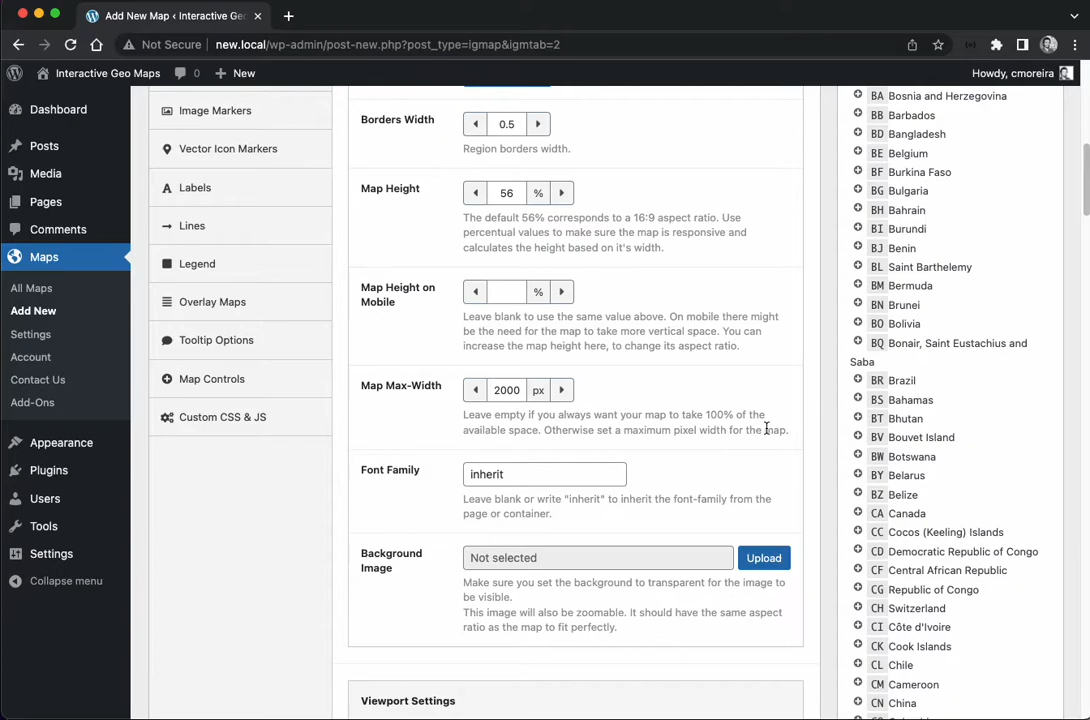 Add New Map ‹ Interactive Geo
Not Secure
new.local/wp-admin/post-new.php?post_type=igmap&igmtab=2
Interactive Geo Maps
0
New
Howdy, cmoreira
Dashboard
Posts
Media
Pages
Comments
Maps
All Maps
Add New
Settings
Account
Contact Us
Add-Ons
Appearance
Plugins
Users
Tools
Settings
Collapse menu
Image Markers
Vector Icon Markers
Labels
Lines
Legend
Overlay Maps
Tooltip Options
Map Controls
Custom CSS & JS
Borders Width
0.5
Region borders width.
Map Height
56 %
The default 56% corresponds to a 16:9 aspect ratio. Use
percentual values to make sure the map is responsive and
calculates the height based on it's width.
Map Height on
Mobile
%
Leave blank to use the same value above. On mobile there might
be the need for the map to take more vertical space. You can
increase the map height here, to change its aspect ratio.
Map Max-Width
2000 px
Leave empty if you always want your map to take 100% of the
available space. Otherwise set a maximum pixel width for the map.
Font Family
inherit
Leave blank or write "inherit" to inherit the font-family from the
page or container.
Background
Image
Not selected
Upload
Make sure you set the background to transparent for the image to
be visible.
This image will also be zoomable. It should have the same aspect
ratio as the map to fit perfectly.
Viewport Settings
BA Bosnia and Herzegovina
BB Barbados
BD Bangladesh
BE Belgium
BF Burkina Faso
BG Bulgaria
BH Bahrain
BI Burundi
BJ Benin
BL Saint Barthelemy
BM Bermuda
BN Brunei
BO Bolivia
BQ Bonair, Saint Eustachius and
Saba
BR Brazil
BS Bahamas
BT Bhutan
BV Bouvet Island
BW Botswana
BY Belarus
BZ Belize
CA Canada
CC Cocos (Keeling) Islands
CD Democratic Republic of Congo
CF Central African Republic
CG Republic of Congo
CH Switzerland
CI Côte d'Ivoire
CK Cook Islands
CL Chile
CM Cameroon
CN China